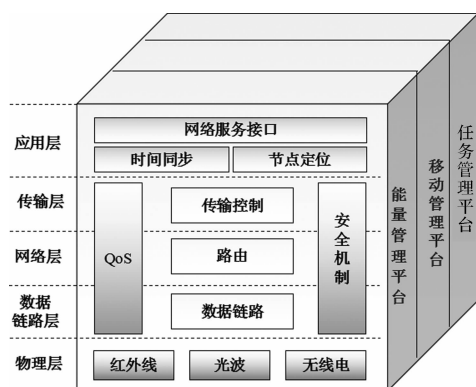 应用层
网络服务接口
时间同步
节点定位
传输层
传输控制
网络层
QoS
路由
安全机制
数据
链路层
数据链路
物理层
红外线
光波
无线电
能量管理平台
移动管理平台
任务管理平台